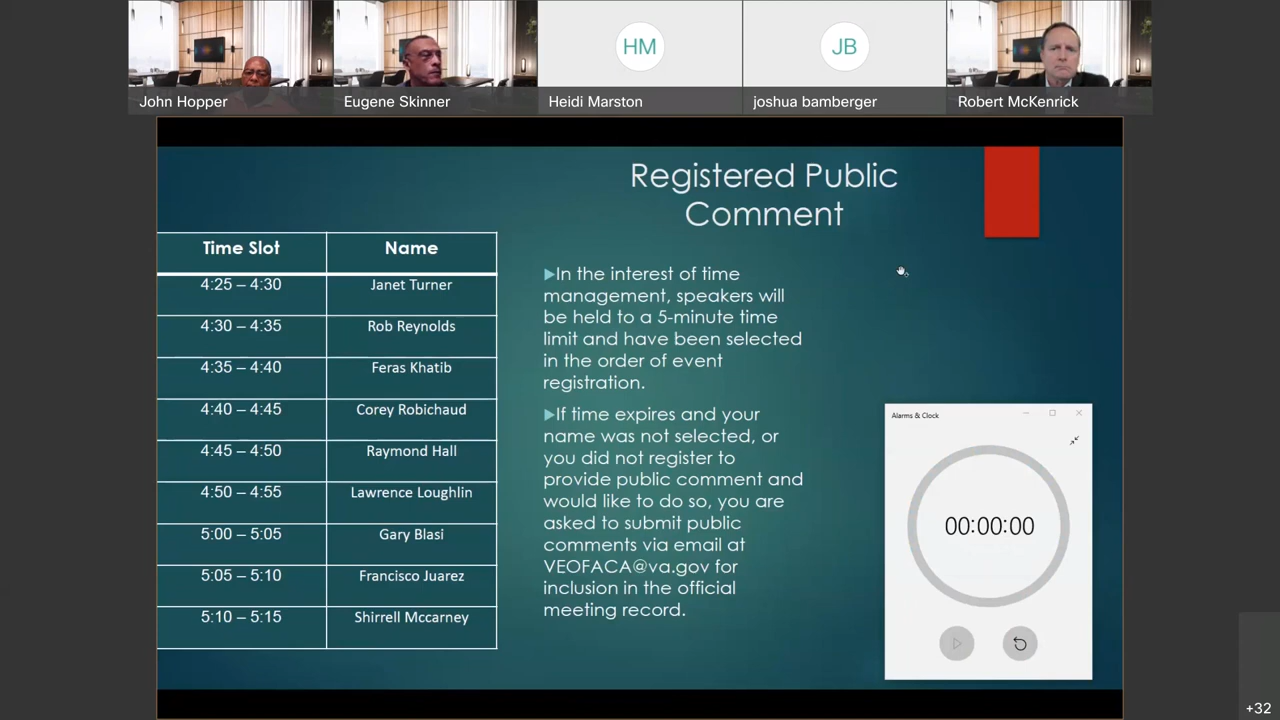 HM
JB
John Hopper
Eugene Skinner
Heidi Marston
joshua bamberger
Robert McKenrick
Registered Public
Comment
Time Slot Name
4:25 – 4:30 Janet Turner
4:30 – 4:35 Rob Reynolds
4:35 – 4:40 Feras Khatib
4:40 – 4:45 Corey Robichaud
4:45 – 4:50 Raymond Hall
4:50 – 4:55 Lawrence Loughlin
5:00 – 5:05 Gary Blasi
5:05 – 5:10 Francisco Juarez
5:10 – 5:15 Shirrell Mccarney
In the interest of time
management, speakers will
be held to a 5-minute time
limit and have been selected
in the order of event
registration.
If time expires and your
name was not selected, or
you did not register to
provide public comment and
would like to do so, you are
asked to submit public
comments via email at
VEOFACA@va.gov for
inclusion in the official
meeting record.
Alarms & Clock
00:00:00
+32